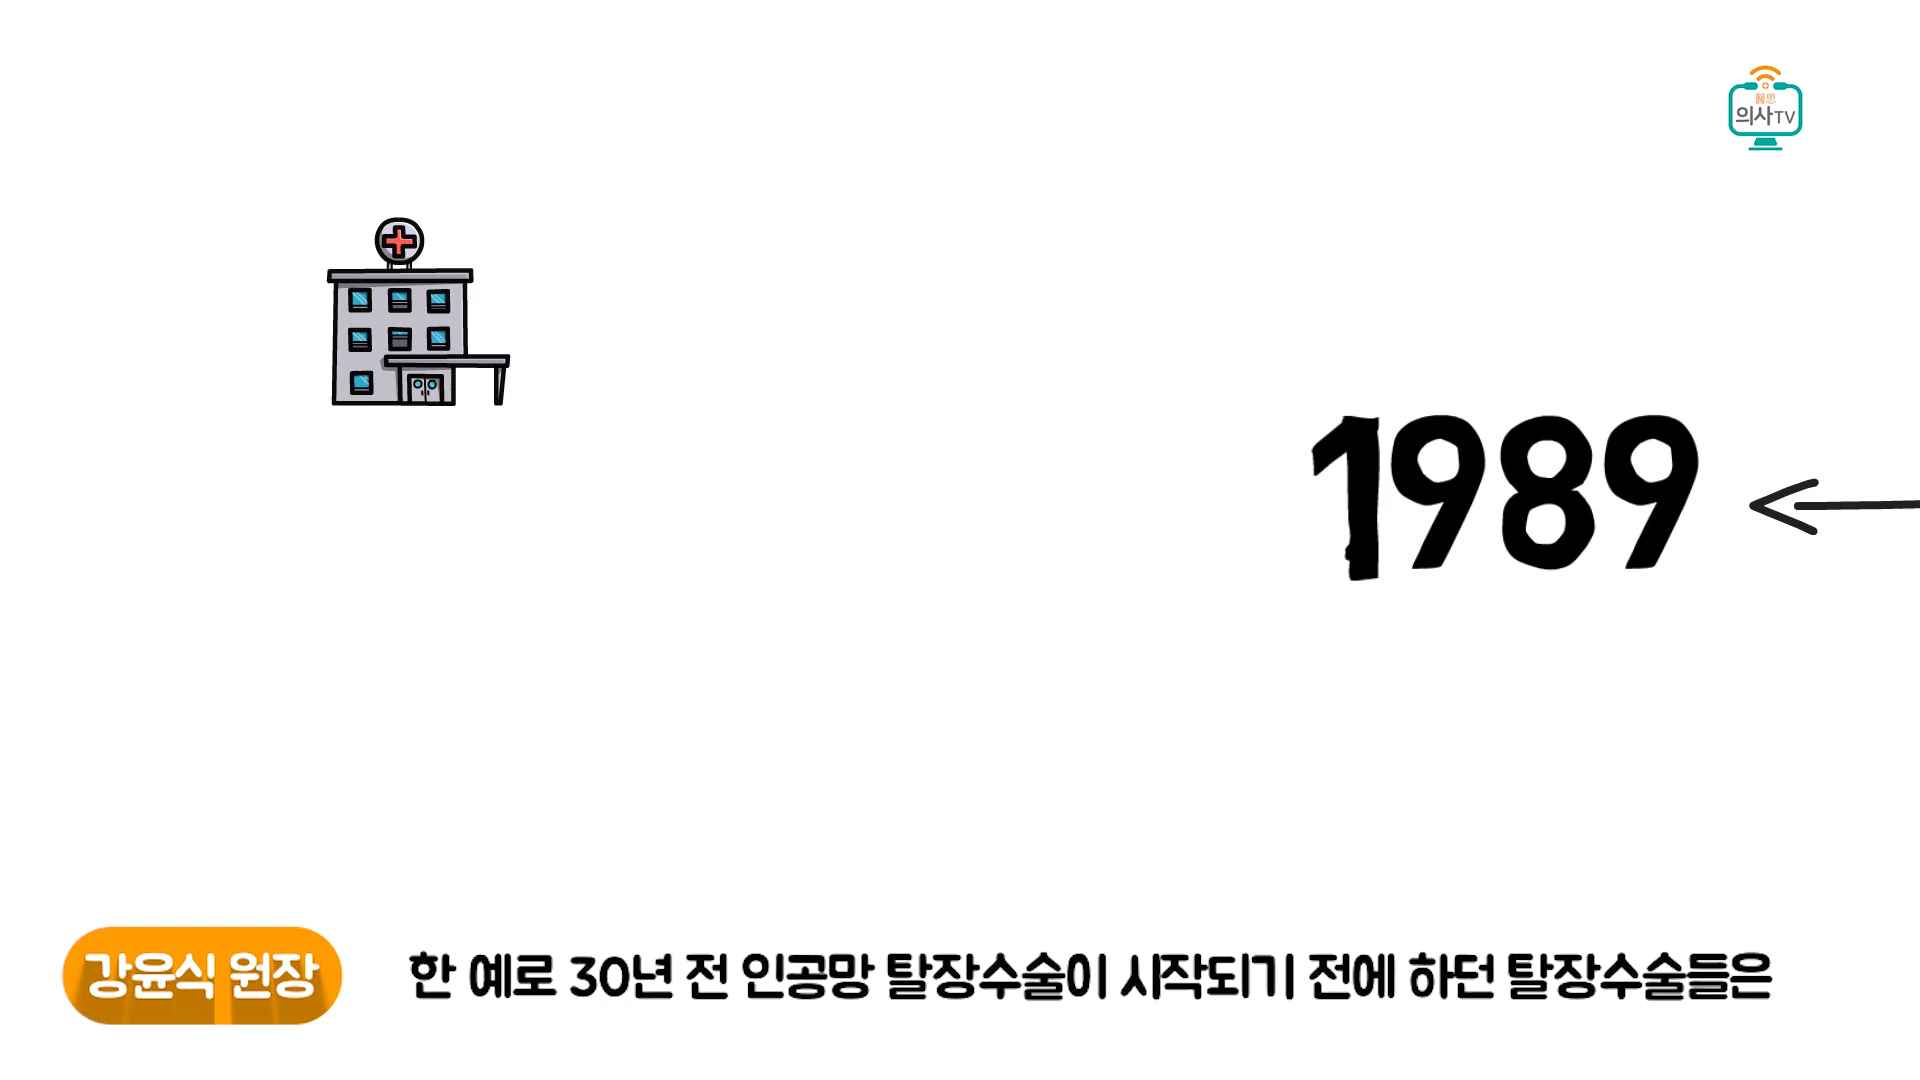 醫思
의사TV
1989
강윤식 원장
한 예로 30년 전 인공망 탈장수술이 시작되기 전에 하던 탈장수술들은